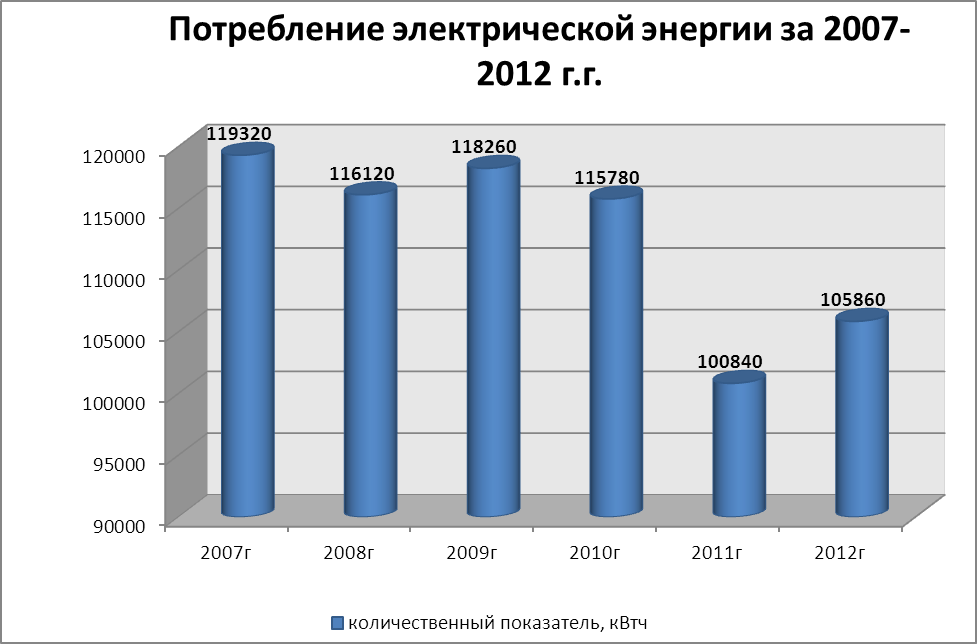 Потребление электрической энергии за 2007-
2012 г.г.
119320
116120
118260
115780
100840
105860
120000
115000
110000
105000
100000
95000
90000
2007г
2008г
2009г
2010г
2011г
2012г
количественный показатель, кВтч